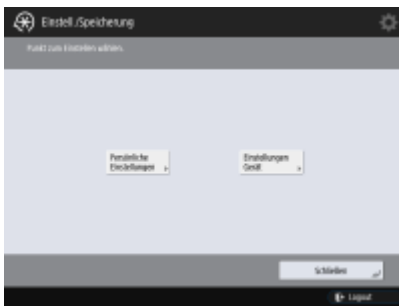 Einstell./Speicherung
Punkt zum Einstellen wählen.
Persönliche
Einstellungen
Einstellungen
Gerät
Schließen
Logout